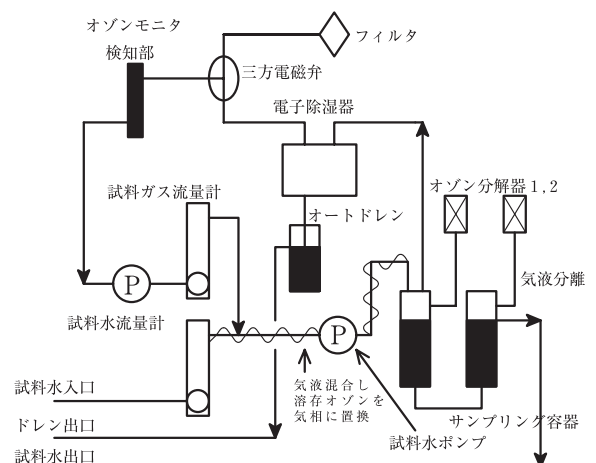 オゾンモニタ
検知部
フィルタ
三方電磁弁
電子除湿器
試料ガス流量計
オートドレン
オゾン分解器1,2
P
気液分離
試料水流量計
P
試料水入口
気液混合し
溶存オゾンを
気相に置換
サンプリング容器
ドレン出口
試料水ポンプ
試料水出口